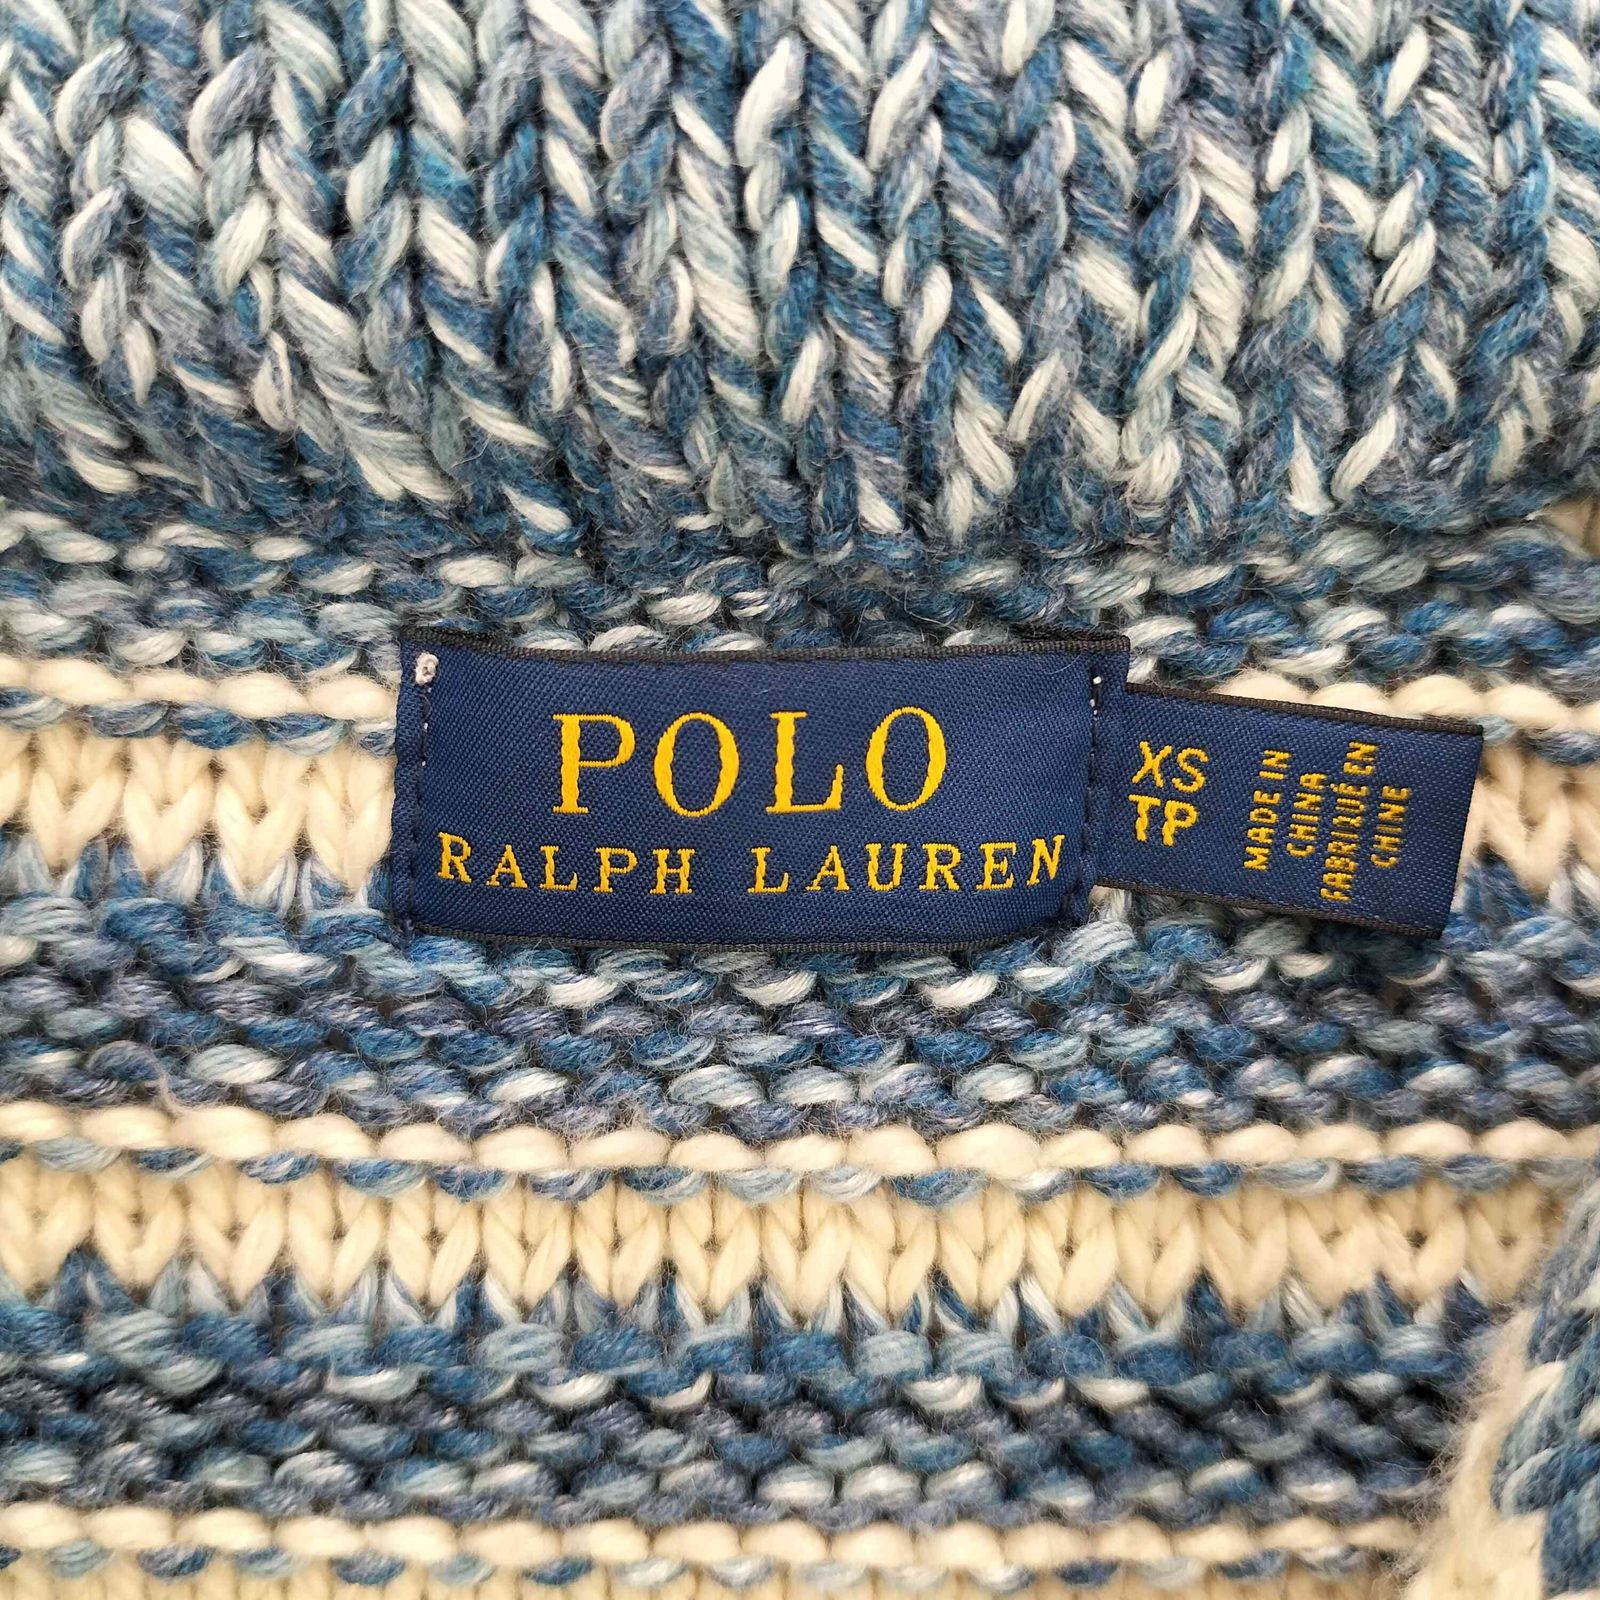 POLO
RALPH LAUREN
XS
TP
MADE IN
CHINA
FABRIQUÉ EN
CHINE